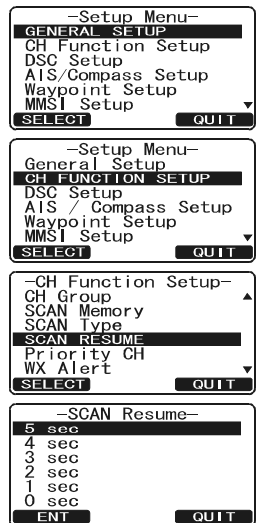 –Setup Menu–
GENERAL SETUP
CH Function Setup
DSC Setup
AIS/Compass Setup
Waypoint Setup
MMSI Setup
SELECT QUIT
–Setup Menu–
General Setup
CH FUNCTION SETUP
DSC Setup
AIS / Compass Setup
Waypoint Setup
MMSI Setup
SELECT QUIT
–CH Function Setup–
CH Group
SCAN Memory
SCAN Type
SCAN RESUME
Priority CH
WX Alert
SELECT QUIT
–SCAN Resume–
5 sec
4 sec
3 sec
2 sec
1 sec
0 sec
ENT QUIT